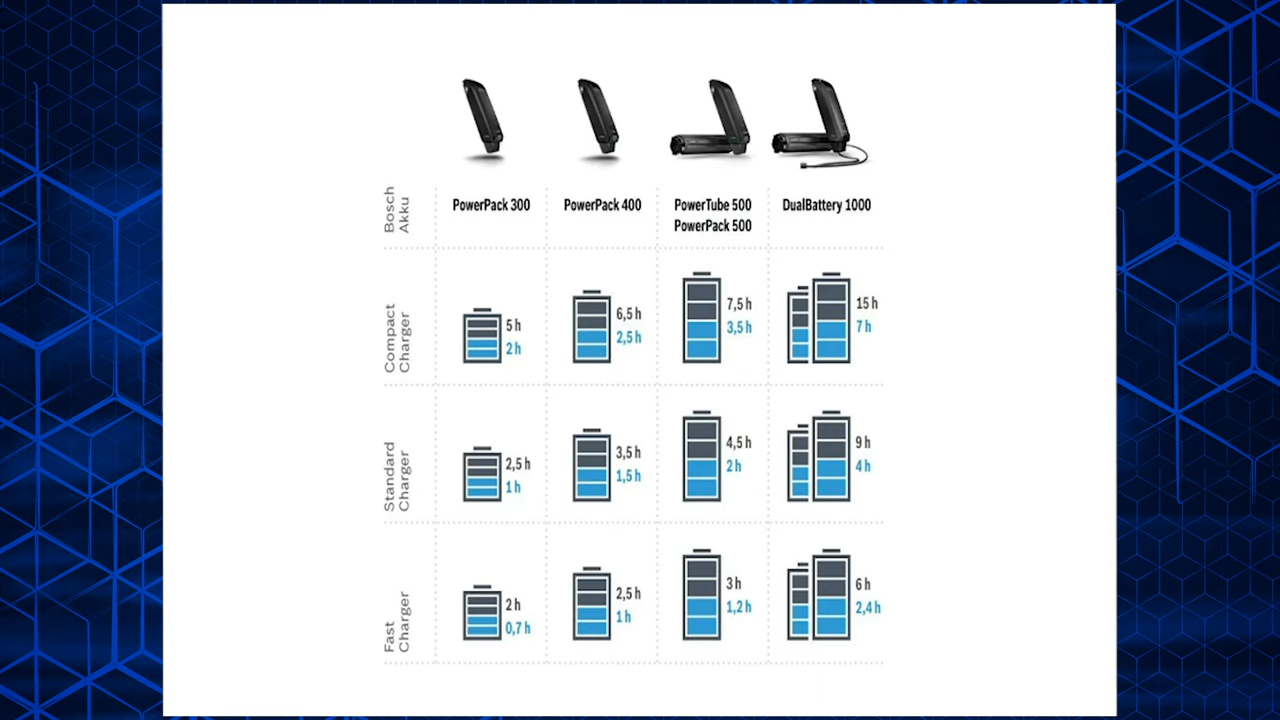 Bosch
Akku
PowerPack 300
PowerPack 400
PowerTube 500
PowerPack 500
DualBattery 1000
Compact
Charger
5 h
2 h
6,5 h
2,5 h
7,5 h
3,5 h
15 h
7 h
Standard
Charger
2,5 h
1 h
3,5 h
1,5 h
4,5 h
2 h
9 h
4 h
Fast
Charger
2 h
0,7 h
2,5 h
1 h
3 h
1,2 h
6 h
2,4 h